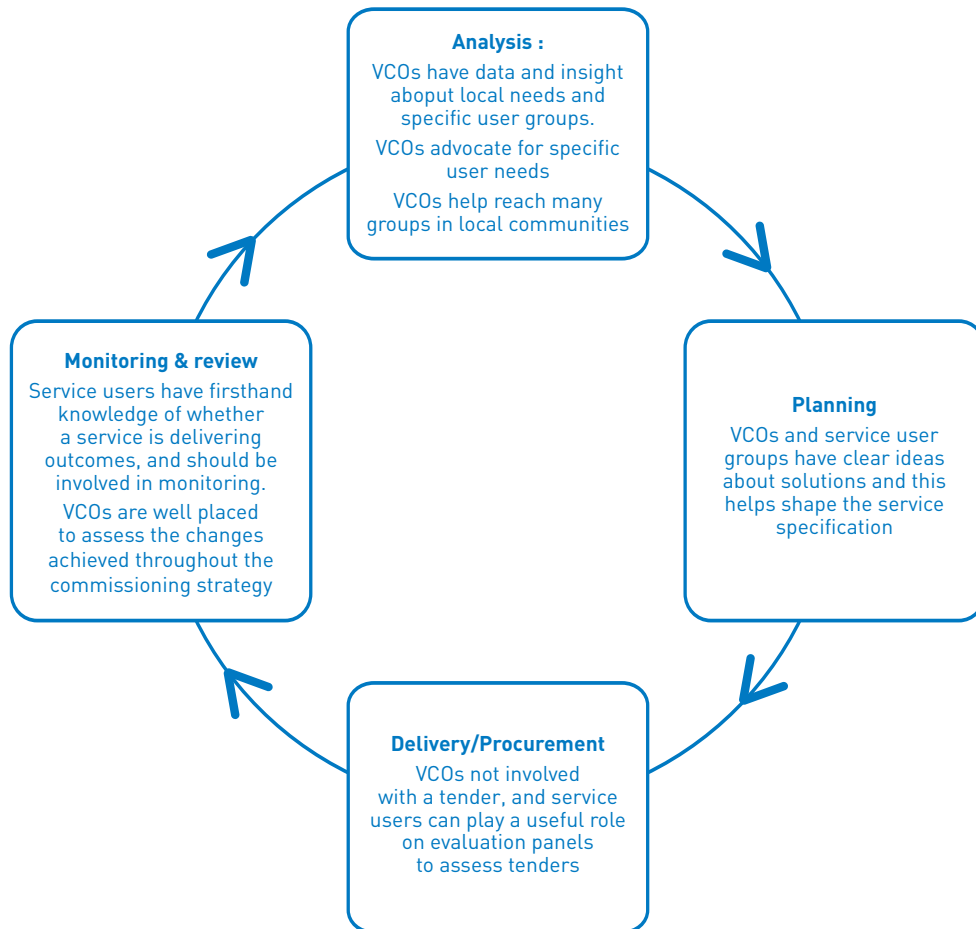 Analysis :
VCOs have data and insight
aboput local needs and
specific user groups.
VCOs advocate for specific
user needs
VCOs help reach many
groups in local communities
Planning
VCOs and service user
groups have clear ideas
about solutions and this
helps shape the service
specification
Delivery/Procurement
VCOs not involved
with a tender, and service
users can play a useful role
on evaluation panels
to assess tenders
Monitoring & review
Service users have firsthand
knowledge of whether
a service is delivering
outcomes, and should be
involved in monitoring.
VCOs are well placed
to assess the changes
achieved throughout the
commissioning strategy